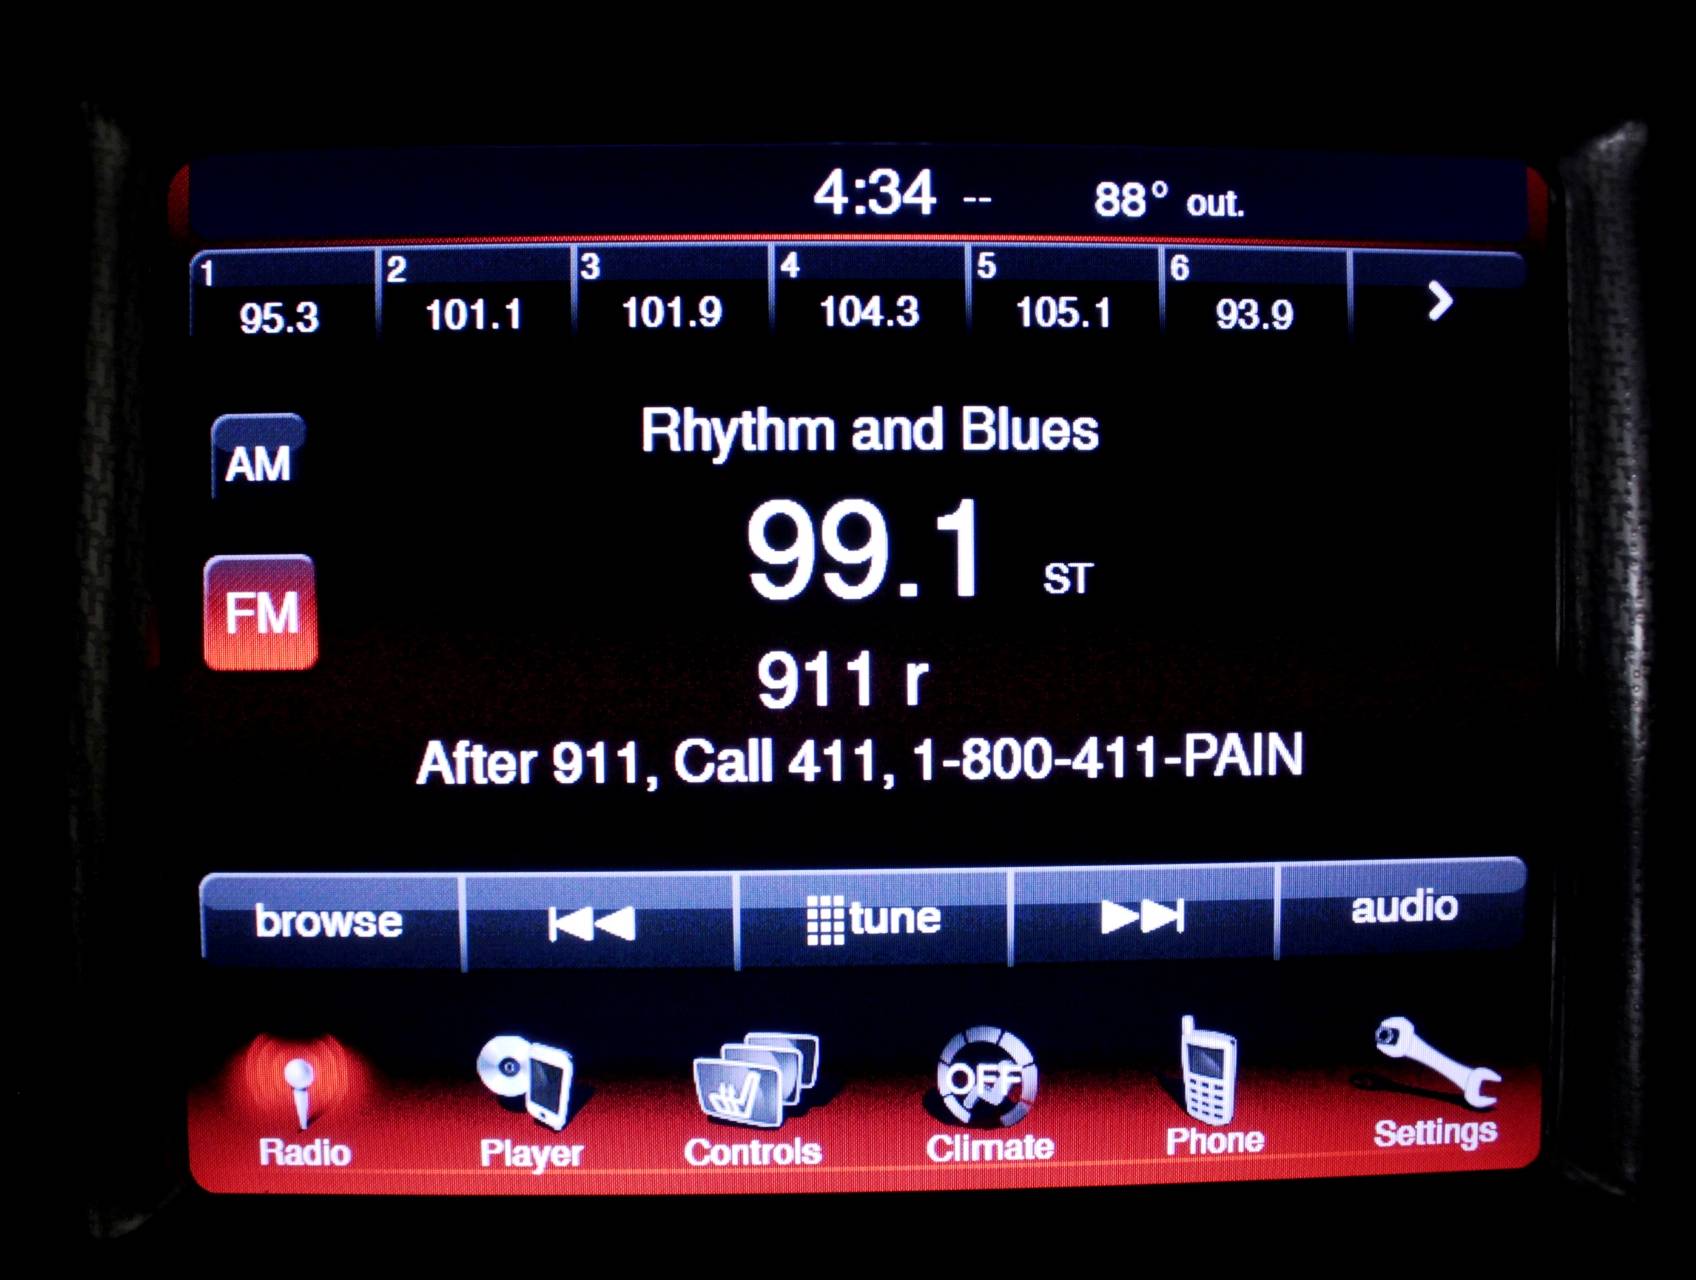 4:34 -- 88° out.
1 2 3 4 5 6
95.3 101.1 101.9 104.3 105.1 93.9
AM
Rhythm and Blues
99.1 ST
FM
911 r
After 911, Call 411, 1-800-411-PAIN
browse tune audio
OFF
Radio Player Controls Climate Phone Settings